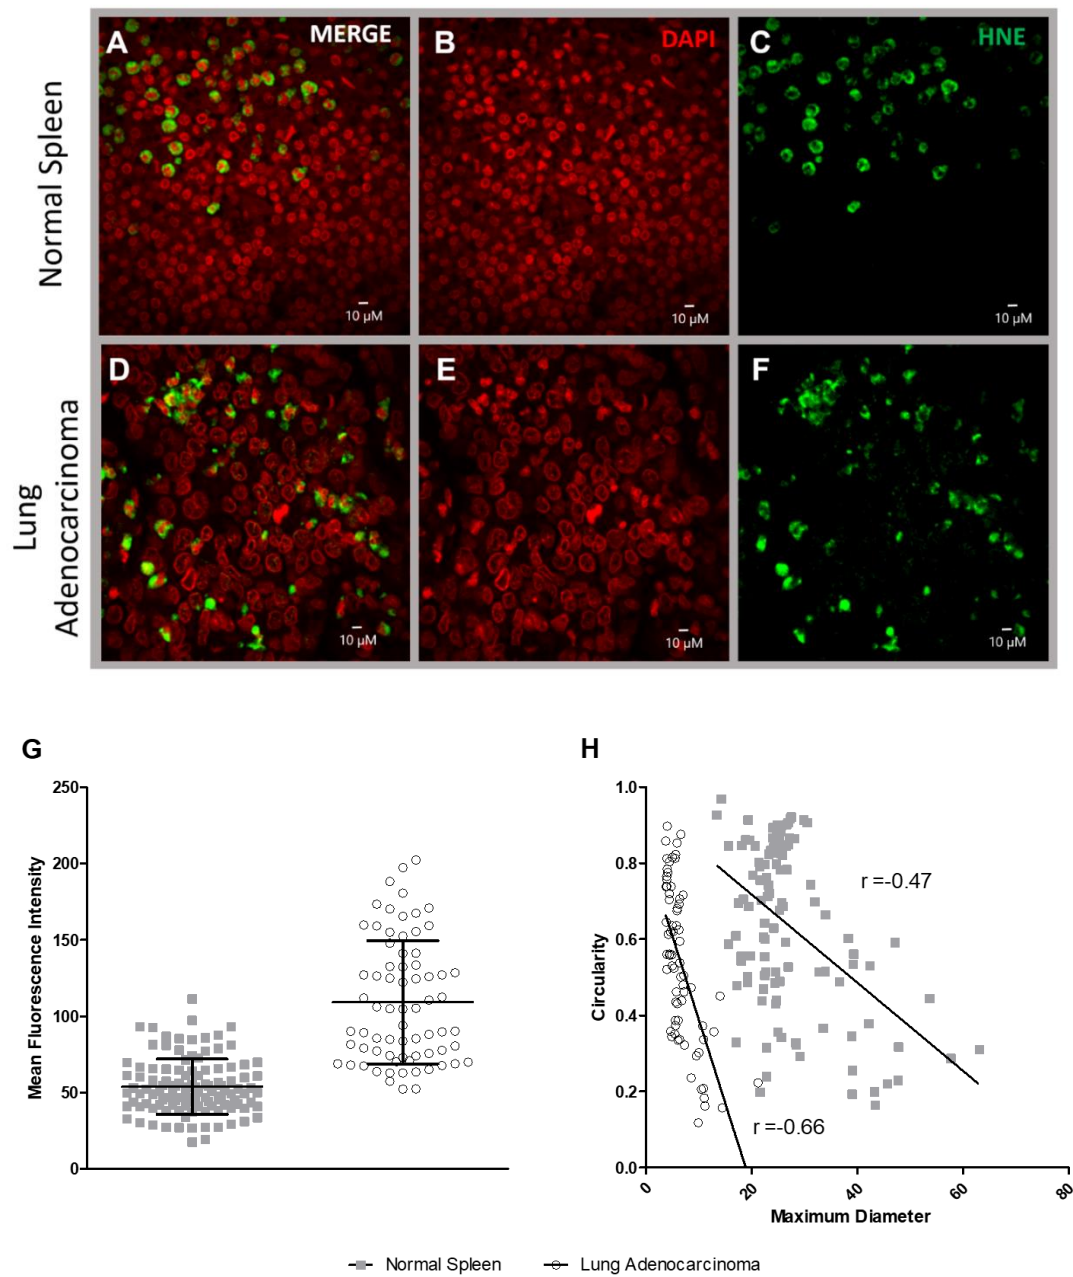 A
MERGE
B
DAPI
C
HNE
Normal Spleen
10 µM
10 µM
10 µM
D
E
F
Lung
Adenocarcinoma
10 µM
10 µM
10 µM
G
H
Mean Fluorescence Intensity
250
200
150
100
50
0
Circularity
1.0
0.8
0.6
0.4
0.2
0.0
r =-0.47
r =-0.66
0
20
40
60
80
Maximum Diameter
Normal Spleen
Lung Adenocarcinoma